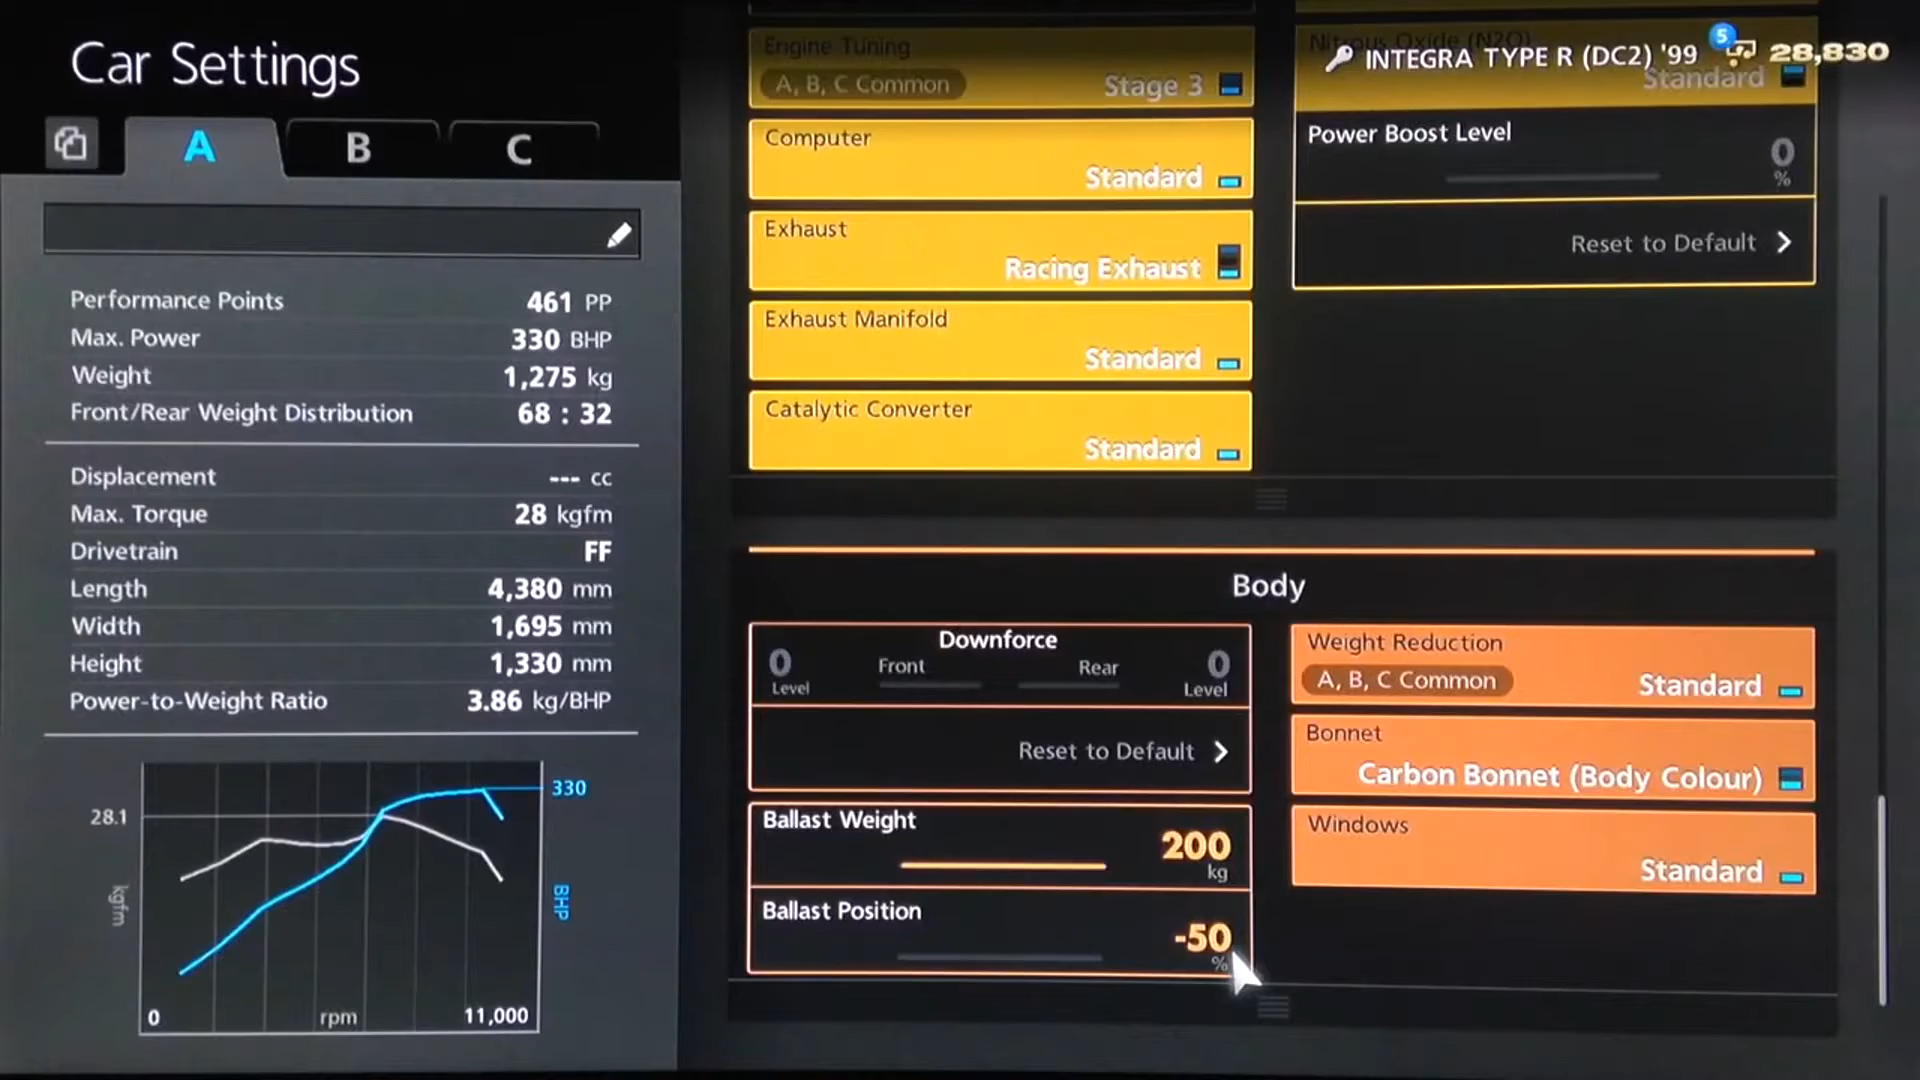 Car Settings
A
B
C
Performance Points 461 PP
Max. Power 330 BHP
Weight 1,275 kg
Front/Rear Weight Distribution 68 : 32
Displacement --- cc
Max. Torque 28 kgfm
Drivetrain FF
Length 4,380 mm
Width 1,695 mm
Height 1,330 mm
Power-to-Weight Ratio 3.86 kg/BHP
330
28.1
kgfm
BHP
0 rpm 11,000
Engine Tuning
A, B, C Common Stage 3
Computer
Standard
Exhaust
Racing Exhaust
Exhaust Manifold
Standard
Catalytic Converter
Standard
Nitrous Oxide (N2O)
INTEGRA TYPE R (DC2) '99 5 28,830
Standard
Power Boost Level
0
%
Reset to Default
Body
Downforce
0 Front Rear 0
Level Level
Reset to Default
Ballast Weight
200
kg
Ballast Position
-50
%
Weight Reduction
A, B, C Common Standard
Bonnet
Carbon Bonnet (Body Colour)
Windows
Standard